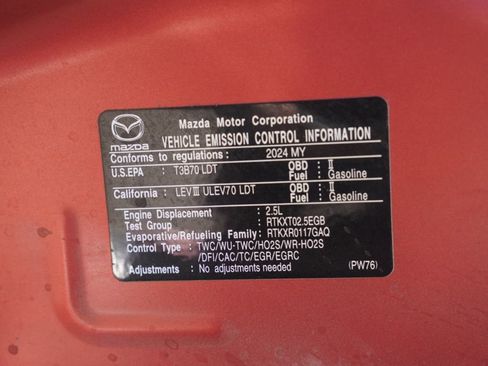 mazda
Mazda Motor Corporation
VEHICLE EMISSION CONTROL INFORMATION
Conforms to regulations: 2024 MY
U.S.EPA : T3B70 LDT OBD : II
Fuel : Gasoline
California : LEVⅢ ULEV70 LDT OBD : II
Fuel : Gasoline
Engine Displacement : 2.5L
Test Group : RTKXT02.5EGB
Evaporative/Refueling Family: RTKXR0117GAQ
Control Type : TWC/WU-TWC/HO2S/WR-HO2S
/DFI/CAC/TC/EGR/EGRC
Adjustments : No adjustments needed
(PW76)